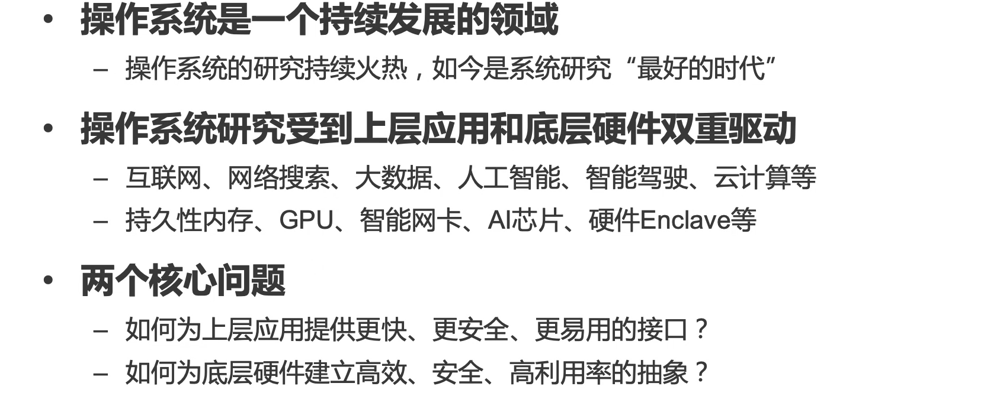 • 操作系统是一个持续发展的领域
– 操作系统的研究持续火热，如今是系统研究“最好的时代”
• 操作系统研究受到上层应用和底层硬件双重驱动
– 互联网、网络搜索、大数据、人工智能、智能驾驶、云计算等
– 持久性内存、GPU、智能网卡、AI芯片、硬件Enclave等
• 两个核心问题
– 如何为上层应用提供更快、更安全、更易用的接口？
– 如何为底层硬件建立高效、安全、高利用率的抽象？